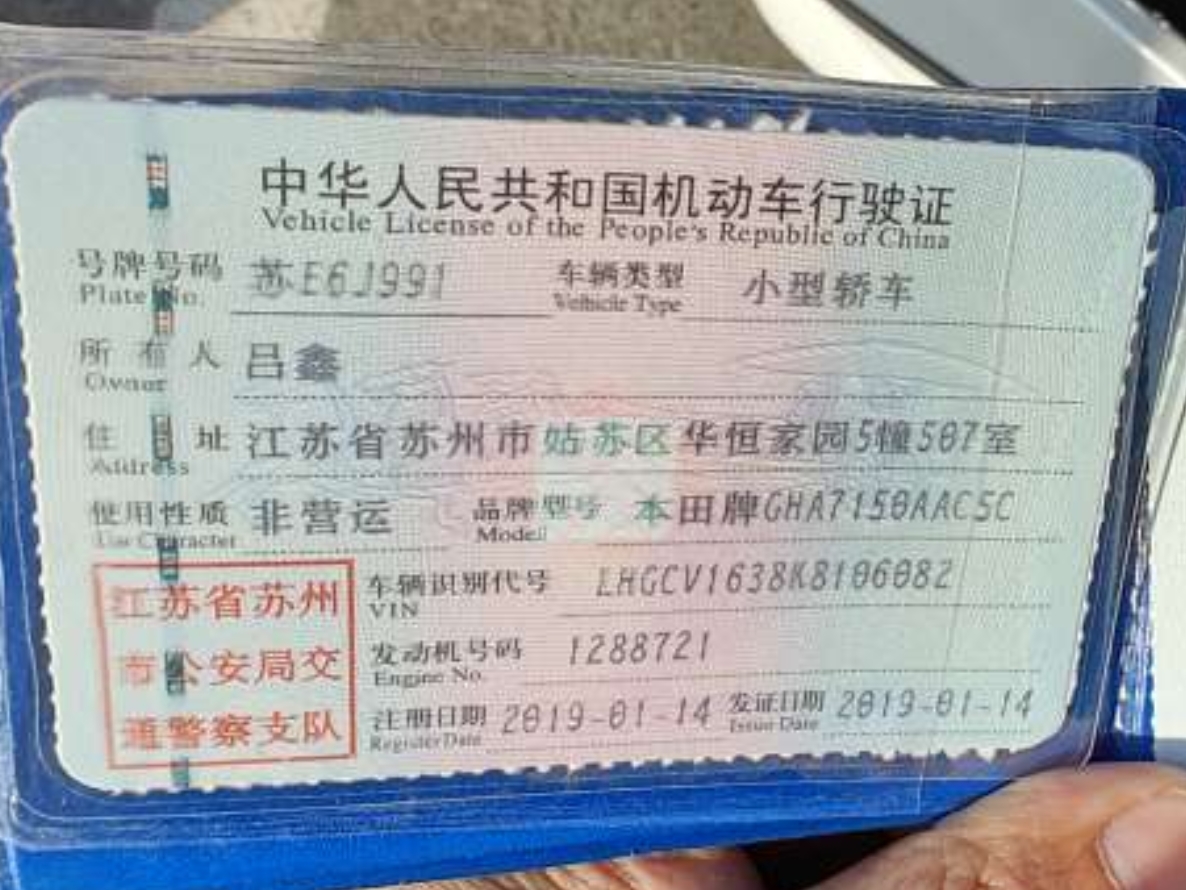 中华人民共和国机动车行驶证
Vehicle License of the People's Republic of China
号牌号码 苏E6J991 车辆类型 小型轿车
Plate No. Vehicle Type
所有人 吕鑫
Owner
住址 江苏省苏州市姑苏区华恒家园5幢507室
Address
使用性质 非营运 品牌型号 本田牌GHA7150AAC5C
Use Character Model
江苏省苏州 车辆识别代号 LHGCV1638K8106082
VIN
市公安局交 发动机号码 1288721
Engine No.
通警察支队 注册日期 2019-01-14 发证日期 2019-01-14
Register Date Issue Date